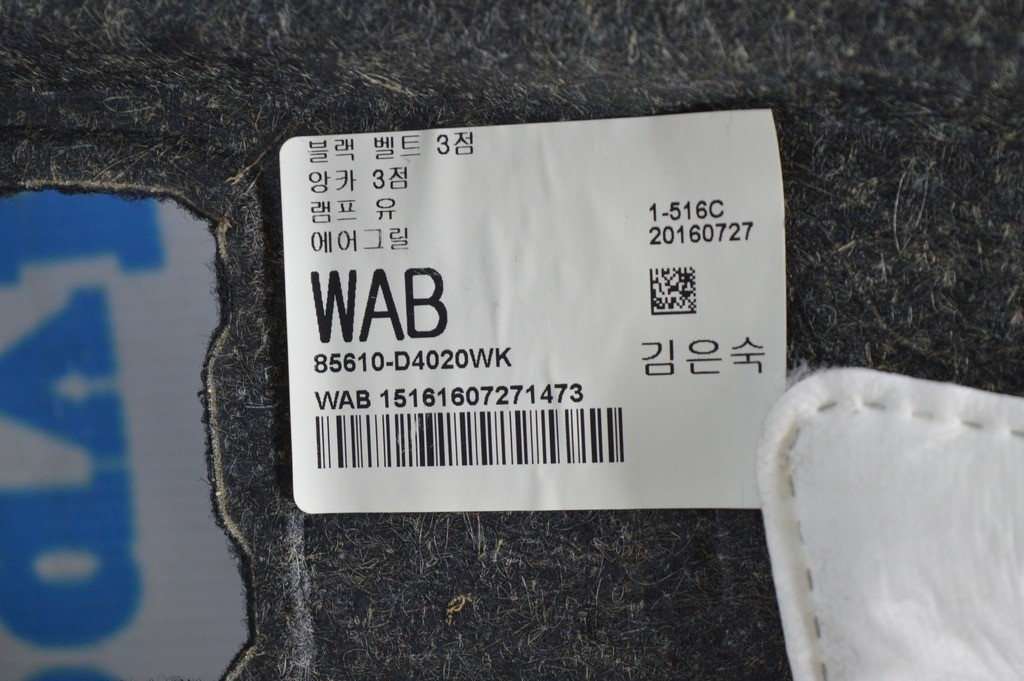 블랙 벨트 3점
앙카 3점
램프 유
에어그릴
1-516C
20160727
WAB
85610-D4020WK
김은숙
WAB 15161607271473